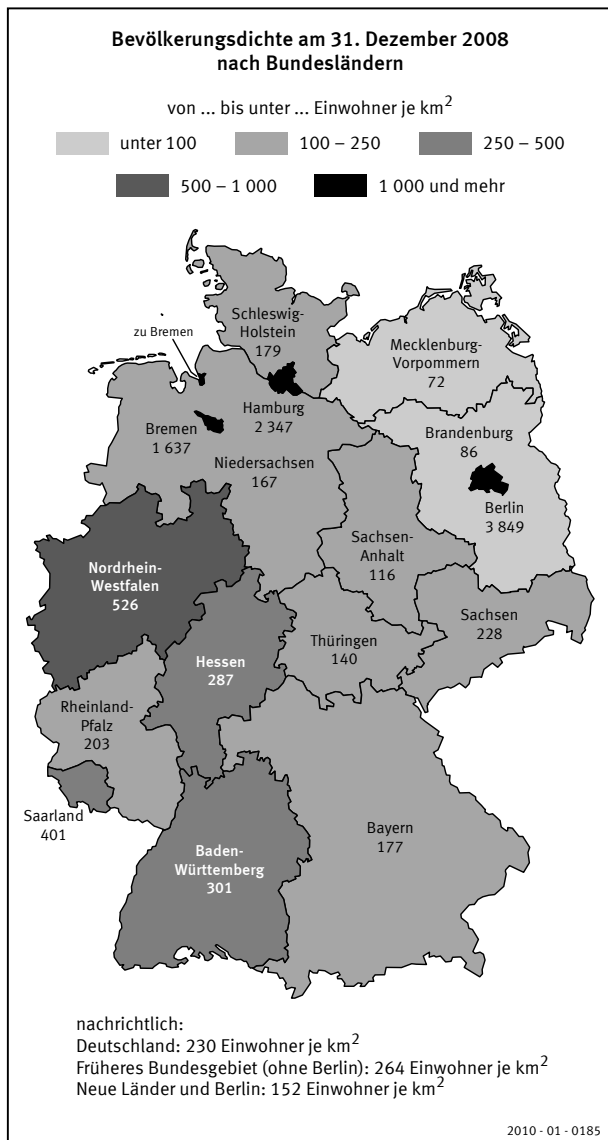 Bevölkerungsdichte am 31. Dezember 2008
nach Bundesländern
von ... bis unter ... Einwohner je km²
unter 100
100 – 250
250 – 500
500 – 1 000
1 000 und mehr
Schleswig-
Holstein
179
zu Bremen
Mecklenburg-
Vorpommern
72
Hamburg
2 347
Bremen
1 637
Brandenburg
86
Niedersachsen
167
Berlin
3 849
Sachsen-
Anhalt
116
Nordrhein-
Westfalen
526
Sachsen
228
Thüringen
140
Hessen
287
Rheinland-
Pfalz
203
Saarland
401
Bayern
177
Baden-
Württemberg
301
nachrichtlich:
Deutschland: 230 Einwohner je km²
Früheres Bundesgebiet (ohne Berlin): 264 Einwohner je km²
Neue Länder und Berlin: 152 Einwohner je km²
2010 - 01 - 0185